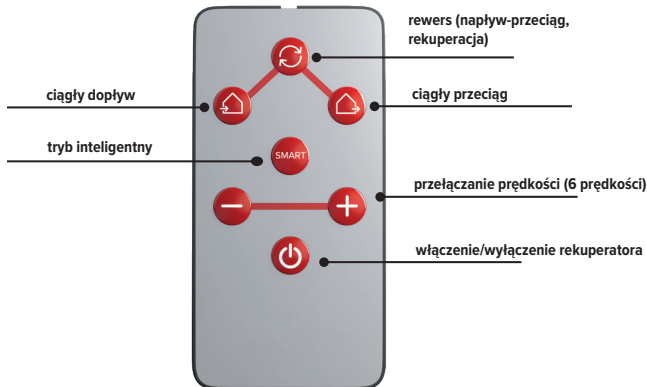 rewers (napływ-przeciąg,
rekuperacja)
ciągły dopływ
ciągły przeciąg
tryb inteligentny
SMART
przełączanie prędkości (6 prędkości)
włączenie/wyłączenie rekuperatora